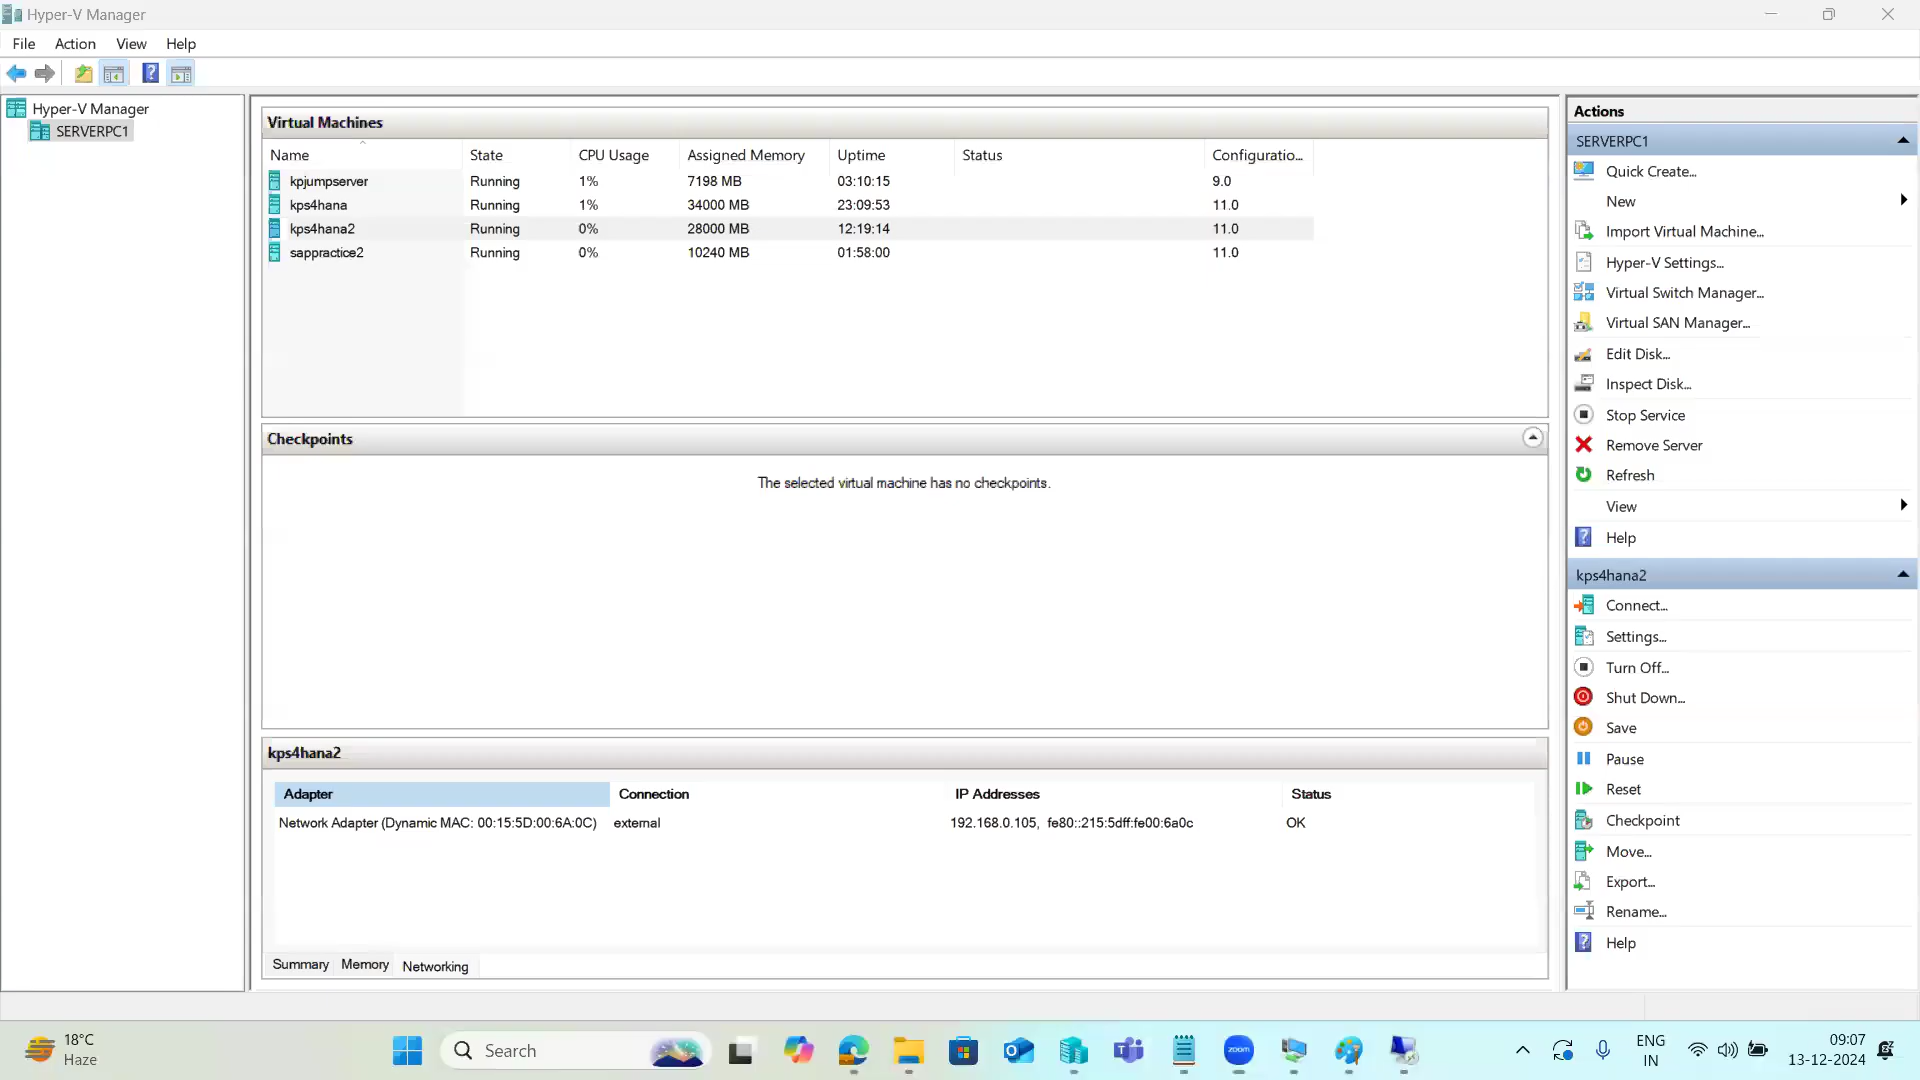 Hyper-V Manager
File Action View Help
Hyper-V Manager
SERVERPC1
Virtual Machines
Name State CPU Usage Assigned Memory Uptime Status Configuratio...
kpjumpserver Running 1% 7198 MB 03:10:15 9.0
kps4hana Running 1% 34000 MB 23:09:53 11.0
kps4hana2 Running 0% 28000 MB 12:19:14 11.0
sappractice2 Running 0% 10240 MB 01:58:00 11.0
Checkpoints
The selected virtual machine has no checkpoints.
kps4hana2
Adapter Connection IP Addresses Status
Network Adapter (Dynamic MAC: 00:15:5D:00:6A:0C) external 192.168.0.105, fe80::215:5dff:fe00:6a0c OK
Summary Memory Networking
Actions
SERVERPC1
Quick Create...
New
Import Virtual Machine...
Hyper-V Settings...
Virtual Switch Manager...
Virtual SAN Manager...
Edit Disk...
Inspect Disk...
Stop Service
Remove Server
Refresh
View
Help
kps4hana2
Connect...
Settings...
Turn Off...
Shut Down...
Save
Pause
Reset
Checkpoint
Move...
Export...
Rename...
Help
18°C
Haze
Search
zoom
ENG
IN
09:07
13-12-2024